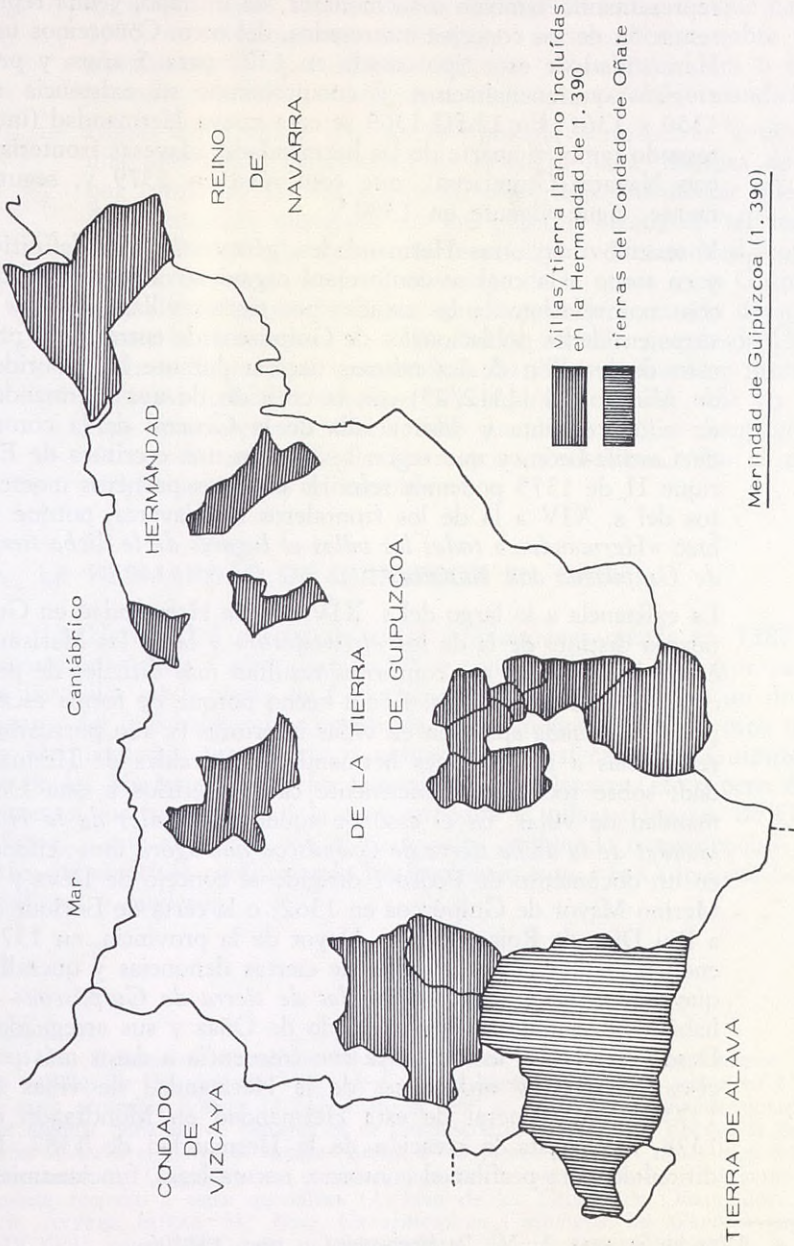 Mar Cantábrico
REINO
DE
NAVARRA
HERMANDAD
DE LA TIERRA
DE GUIPUZCOA
CONDADO
DE
VIZCAYA
TIERRA DE ALAVA
Villas/tierra llana no incluídas
en la Hermandad de 1.390
tierras del Condado de Oñate
Merindad de Guipuzcoa (1.390)